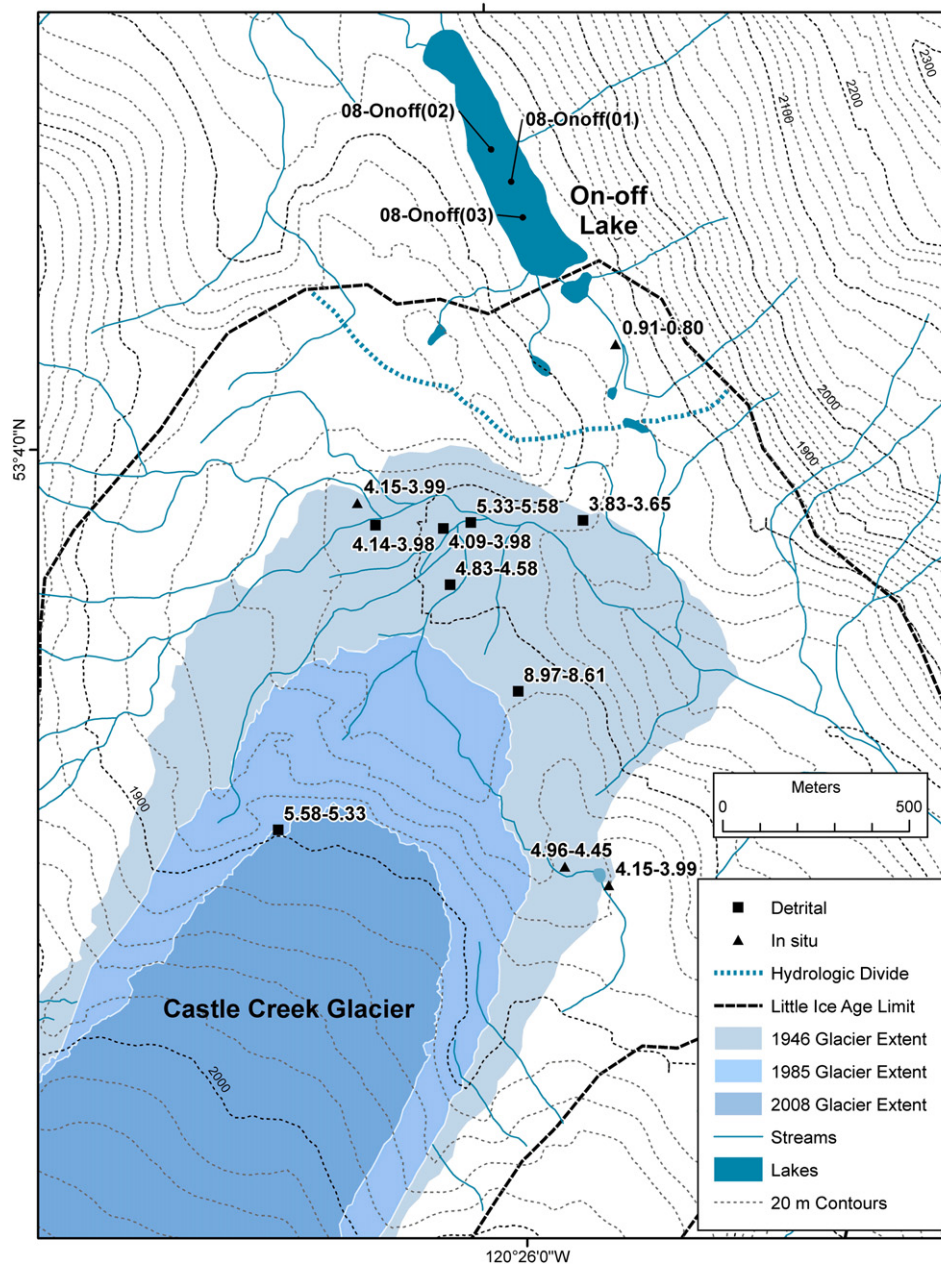 2300
2200
2100
08-Onoff(02)
08-Onoff(01)
08-Onoff(03)
On-off
Lake
0.91-0.80
2000
1900
53°4'0"N
4.15-3.99
5.33-5.58
3.83-3.65
4.14-3.98
4.09-3.98
4.83-4.58
8.97-8.61
1900
5.58-5.33
4.96-4.45
4.15-3.99
Castle Creek Glacier
2000
Meters
0
500
Detrital
In situ
Hydrologic Divide
Little Ice Age Limit
1946 Glacier Extent
1985 Glacier Extent
2008 Glacier Extent
Streams
Lakes
20 m Contours
120°26'0"W